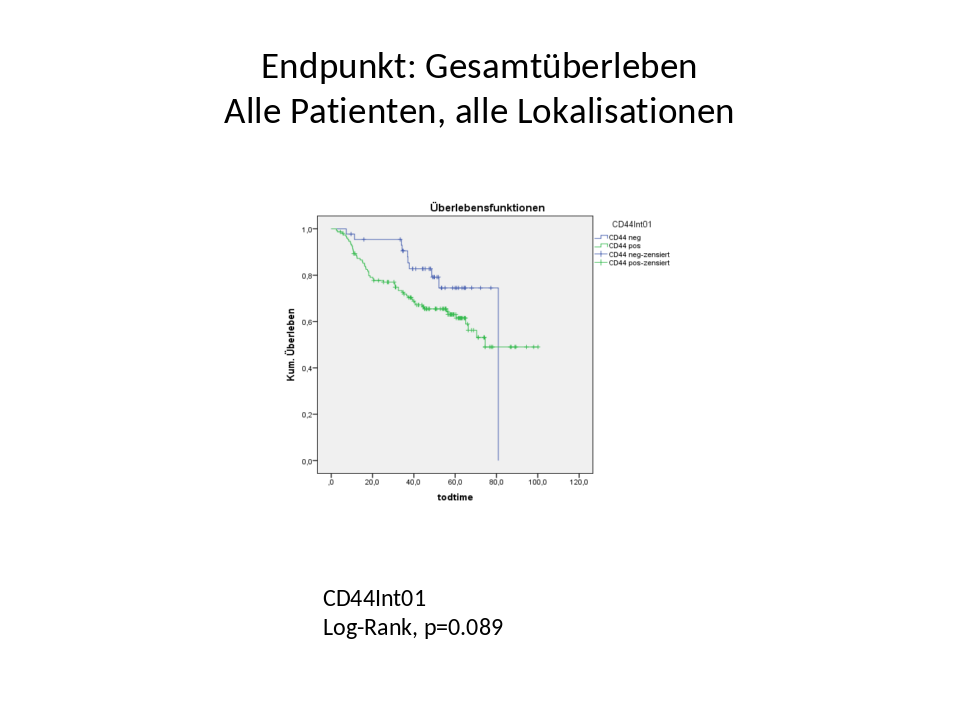 Endpunkt: Gesamtüberleben
Alle Patienten, alle Lokalisationen
Überlebensfunktionen
CD44Int01
CD44 neg
CD44 pos
CD44 neg-zensiert
CD44 pos-zensiert
Kum. Überleben
1,0
0,8
0,6
0,4
0,2
0,0
,0 20,0 40,0 60,0 80,0 100,0 120,0
todtime
CD44Int01
Log-Rank, p=0.089